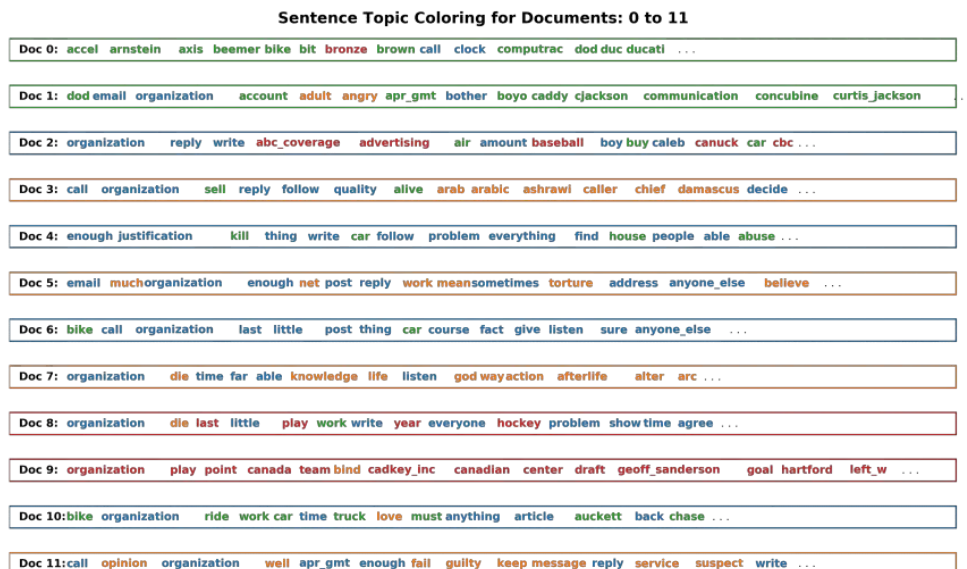 Sentence Topic Coloring for Documents: 0 to 11
Doc 0: accel arnstein axis beemer bike bit bronze brown call clock computrac dod duc ducati ...
Doc 1: dod email organization account adult angry apr_gmt bother boyo caddy cjackson communication concubine curtis_jackson ..
Doc 2: organization reply write abc_coverage advertising air amount baseball boy buy caleb canuck car cbc ...
Doc 3: call organization sell reply follow quality alive arab arabic ashrawi caller chief damascus decide ...
Doc 4: enough justification kill thing write car follow problem everything find house people able abuse ...
Doc 5: email much organization enough net post reply work mean sometimes torture address anyone_else believe ...
Doc 6: bike call organization last little post thing car course fact give listen sure anyone_else ...
Doc 7: organization die time far able knowledge life listen god way action afterlife alter arc ...
Doc 8: organization die last little play work write year everyone hockey problem show time agree ...
Doc 9: organization play point canada team bind cadkey_inc canadian center draft geoff_sanderson goal hartford left_w ...
Doc 10: bike organization ride work car time truck love must anything article auckett back chase ...
Doc 11: call opinion organization well apr_gmt enough fail guilty keep message reply service suspect write ...